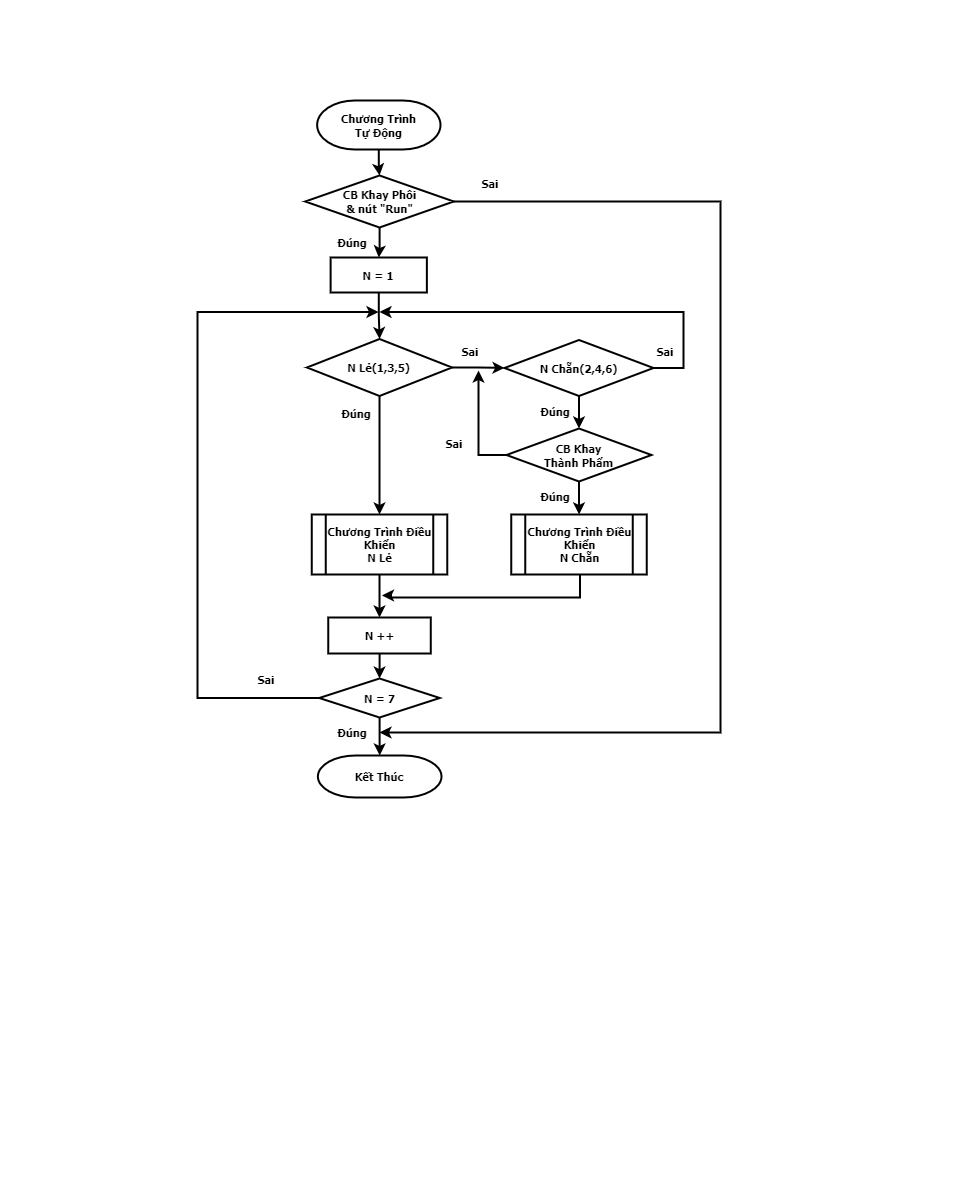 Chương Trình
Tự Động
CB Khay Phôi
& nút "Run"
Sai
Đúng
N = 1
N Lẻ(1,3,5)
Sai
N Chẵn(2,4,6)
Sai
Đúng
Đúng
Sai
CB Khay
Thành Phẩm
Đúng
Chương Trình Điều
Khiển
N Lẻ
Chương Trình Điều
Khiển
N Chẵn
N ++
Sai
N = 7
Đúng
Kết Thúc